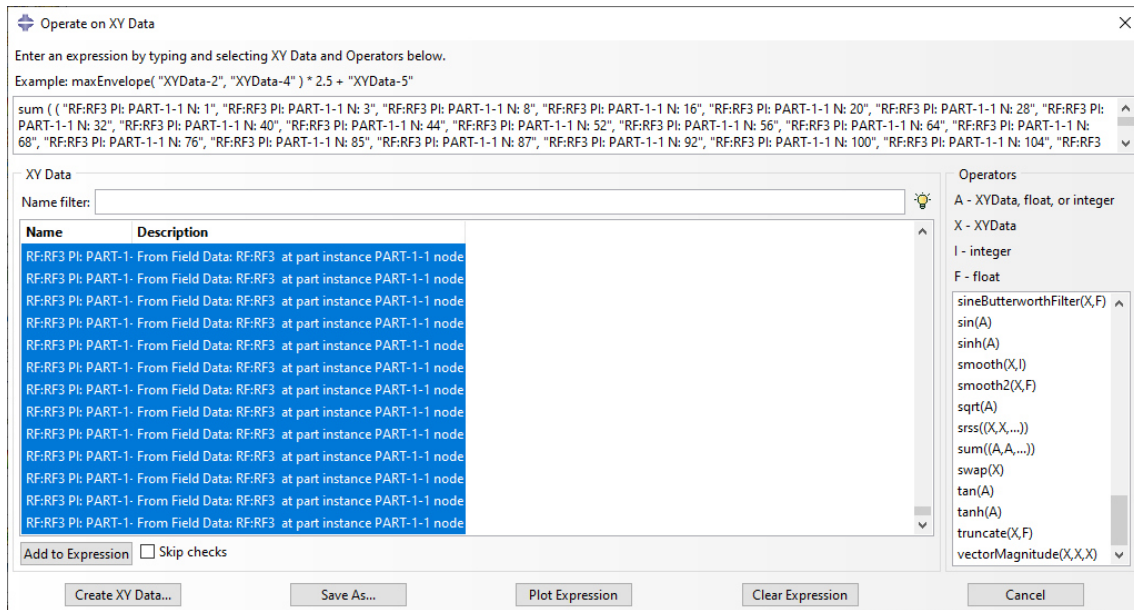 Operate on XY Data
Enter an expression by typing and selecting XY Data and Operators below.
Example: maxEnvelope( "XYData-2", "XYData-4" ) * 2.5 + "XYData-5"
sum ( ( "RF:RF3 PI: PART-1-1 N: 1", "RF:RF3 PI: PART-1-1 N: 3", "RF:RF3 PI: PART-1-1 N: 8", "RF:RF3 PI: PART-1-1 N: 16", "RF:RF3 PI: PART-1-1 N: 20", "RF:RF3 PI: PART-1-1 N: 28", "RF:RF3 PI:
PART-1-1 N: 32", "RF:RF3 PI: PART-1-1 N: 40", "RF:RF3 PI: PART-1-1 N: 44", "RF:RF3 PI: PART-1-1 N: 52", "RF:RF3 PI: PART-1-1 N: 56", "RF:RF3 PI: PART-1-1 N: 64", "RF:RF3 PI: PART-1-1 N:
68", "RF:RF3 PI: PART-1-1 N: 76", "RF:RF3 PI: PART-1-1 N: 85", "RF:RF3 PI: PART-1-1 N: 87", "RF:RF3 PI: PART-1-1 N: 92", "RF:RF3 PI: PART-1-1 N: 100", "RF:RF3 PI: PART-1-1 N: 104", "RF:RF3
XY Data
Name filter:
Name Description
RF:RF3 PI: PART-1- From Field Data: RF:RF3 at part instance PART-1-1 node
RF:RF3 PI: PART-1- From Field Data: RF:RF3 at part instance PART-1-1 node
RF:RF3 PI: PART-1- From Field Data: RF:RF3 at part instance PART-1-1 node
RF:RF3 PI: PART-1- From Field Data: RF:RF3 at part instance PART-1-1 node
RF:RF3 PI: PART-1- From Field Data: RF:RF3 at part instance PART-1-1 node
RF:RF3 PI: PART-1- From Field Data: RF:RF3 at part instance PART-1-1 node
RF:RF3 PI: PART-1- From Field Data: RF:RF3 at part instance PART-1-1 node
RF:RF3 PI: PART-1- From Field Data: RF:RF3 at part instance PART-1-1 node
RF:RF3 PI: PART-1- From Field Data: RF:RF3 at part instance PART-1-1 node
RF:RF3 PI: PART-1- From Field Data: RF:RF3 at part instance PART-1-1 node
RF:RF3 PI: PART-1- From Field Data: RF:RF3 at part instance PART-1-1 node
RF:RF3 PI: PART-1- From Field Data: RF:RF3 at part instance PART-1-1 node
RF:RF3 PI: PART-1- From Field Data: RF:RF3 at part instance PART-1-1 node
Add to Expression Skip checks
Operators
A - XYData, float, or integer
X - XYData
I - integer
F - float
sineButterworthFilter(X,F)
sin(A)
sinh(A)
smooth(X,I)
smooth2(X,F)
sqrt(A)
srss((X,X,...))
sum((A,A,...))
swap(X)
tan(A)
tanh(A)
truncate(X,F)
vectorMagnitude(X,X,X)
Create XY Data... Save As... Plot Expression Clear Expression Cancel